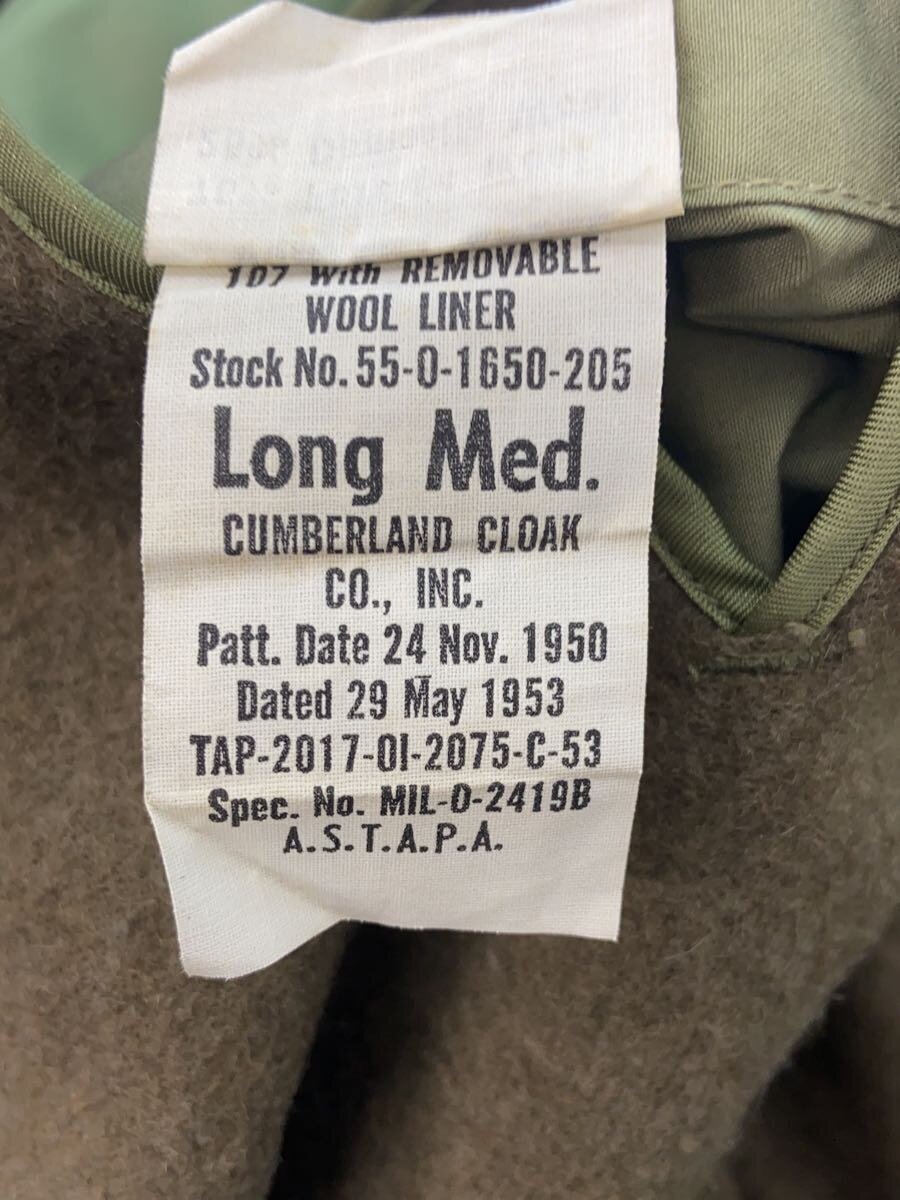 107 With REMOVABLE
WOOL LINER
Stock No. 55-0-1650-205
Long Med.
CUMBERLAND CLOAK
CO., INC.
Patt. Date 24 Nov. 1950
Dated 29 May 1953
TAP-2017-OI-2075-C-53
Spec. No. MIL-O-2419B
A.S.T.A.P.A.